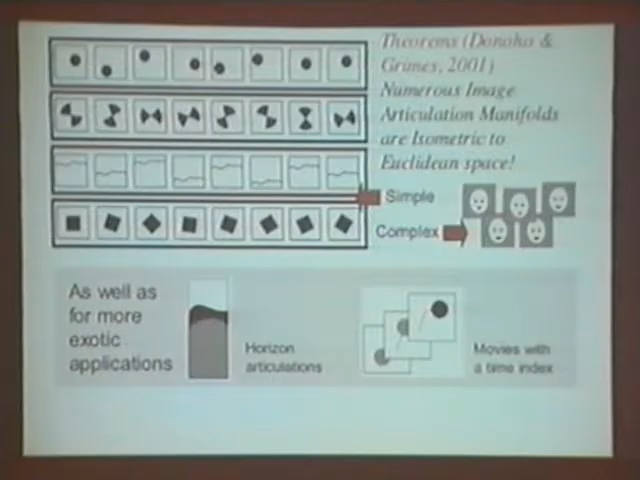 Theorems (Donoho &
Grimes, 2001)
Numerous Image
Articulation Manifolds
are Isometric to
Euclidean space!
Simple
Complex
As well as
for more
exotic
applications
Horizon
articulations
Movies with
a time index